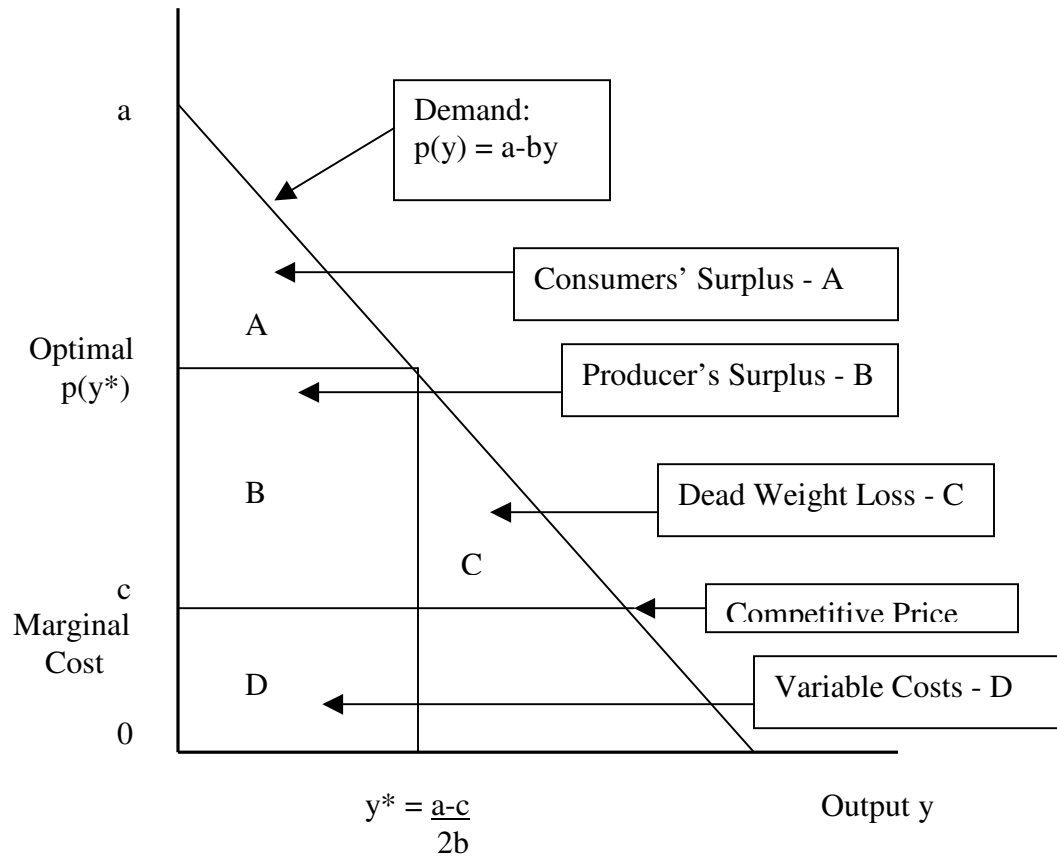 a
Demand:
p(y) = a-by
Consumers' Surplus - A
A
Optimal
p(y*)
Producer's Surplus - B
B
Dead Weight Loss - C
C
c
Marginal
Cost
Competitive Price
D
Variable Costs - D
0
y* = a-c
2b
Output y